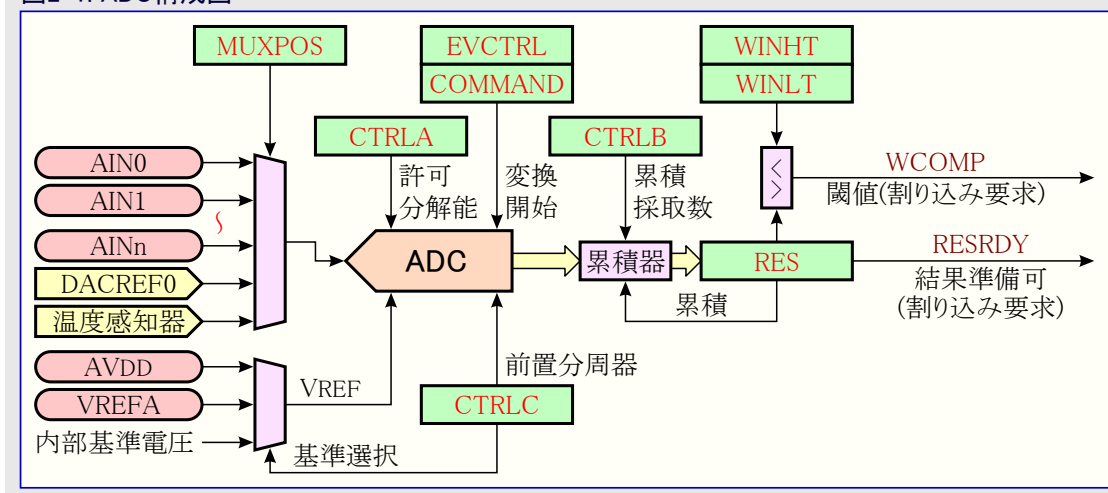 MUXPOS
EVCTRL
COMMAND
WINHT
WINLT
CTRLA
CTRLB
許可
分解能
変換
開始
累積
採取数
AIN0
AIN1
AINn
DACREF0
温度感知器
ADC
累積器
RES
<>
WCOMP
閾値(割り込み要求)
RESRDY
結果準備可
(割り込み要求)
累積
AVDD
VREFA
内部基準電圧
VREF
前置分周器
CTRLC
基準選択